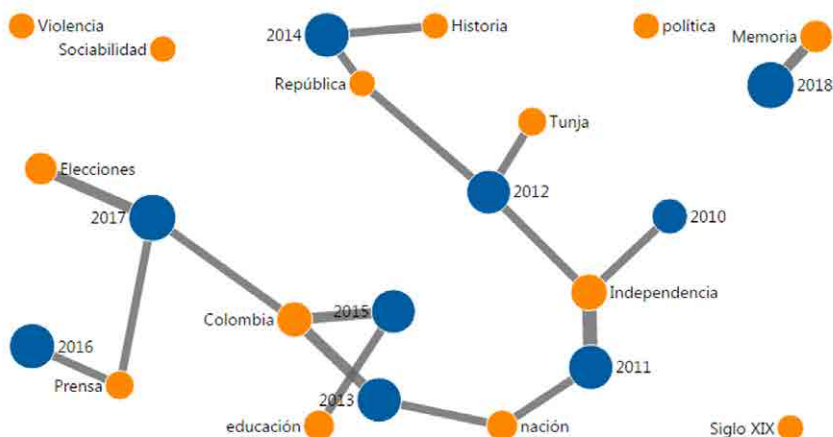 Violencia
Sociabilidad
2014
Historia
política
Memoria
República
2018
Tunja
Elecciones
2012
2017
2010
Independencia
Colombia
2015
2016
2011
Prensa
2013
educación
nación
Siglo XIX